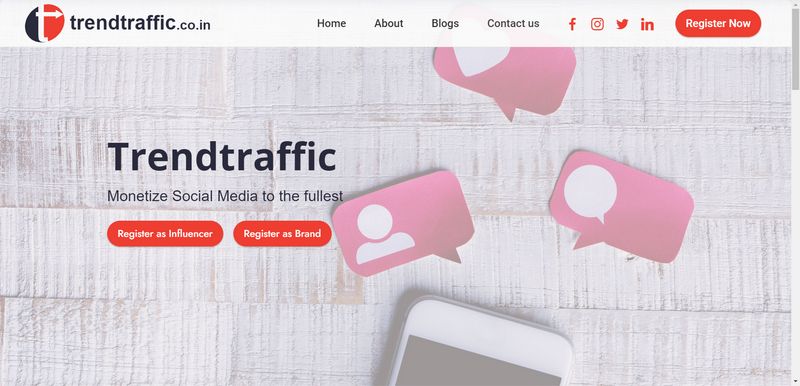 trendtraffic.co.in
Home About Blogs Contact us Register Now
Trendtraffic
Monetize Social Media to the fullest
Register as Influencer Register as Brand